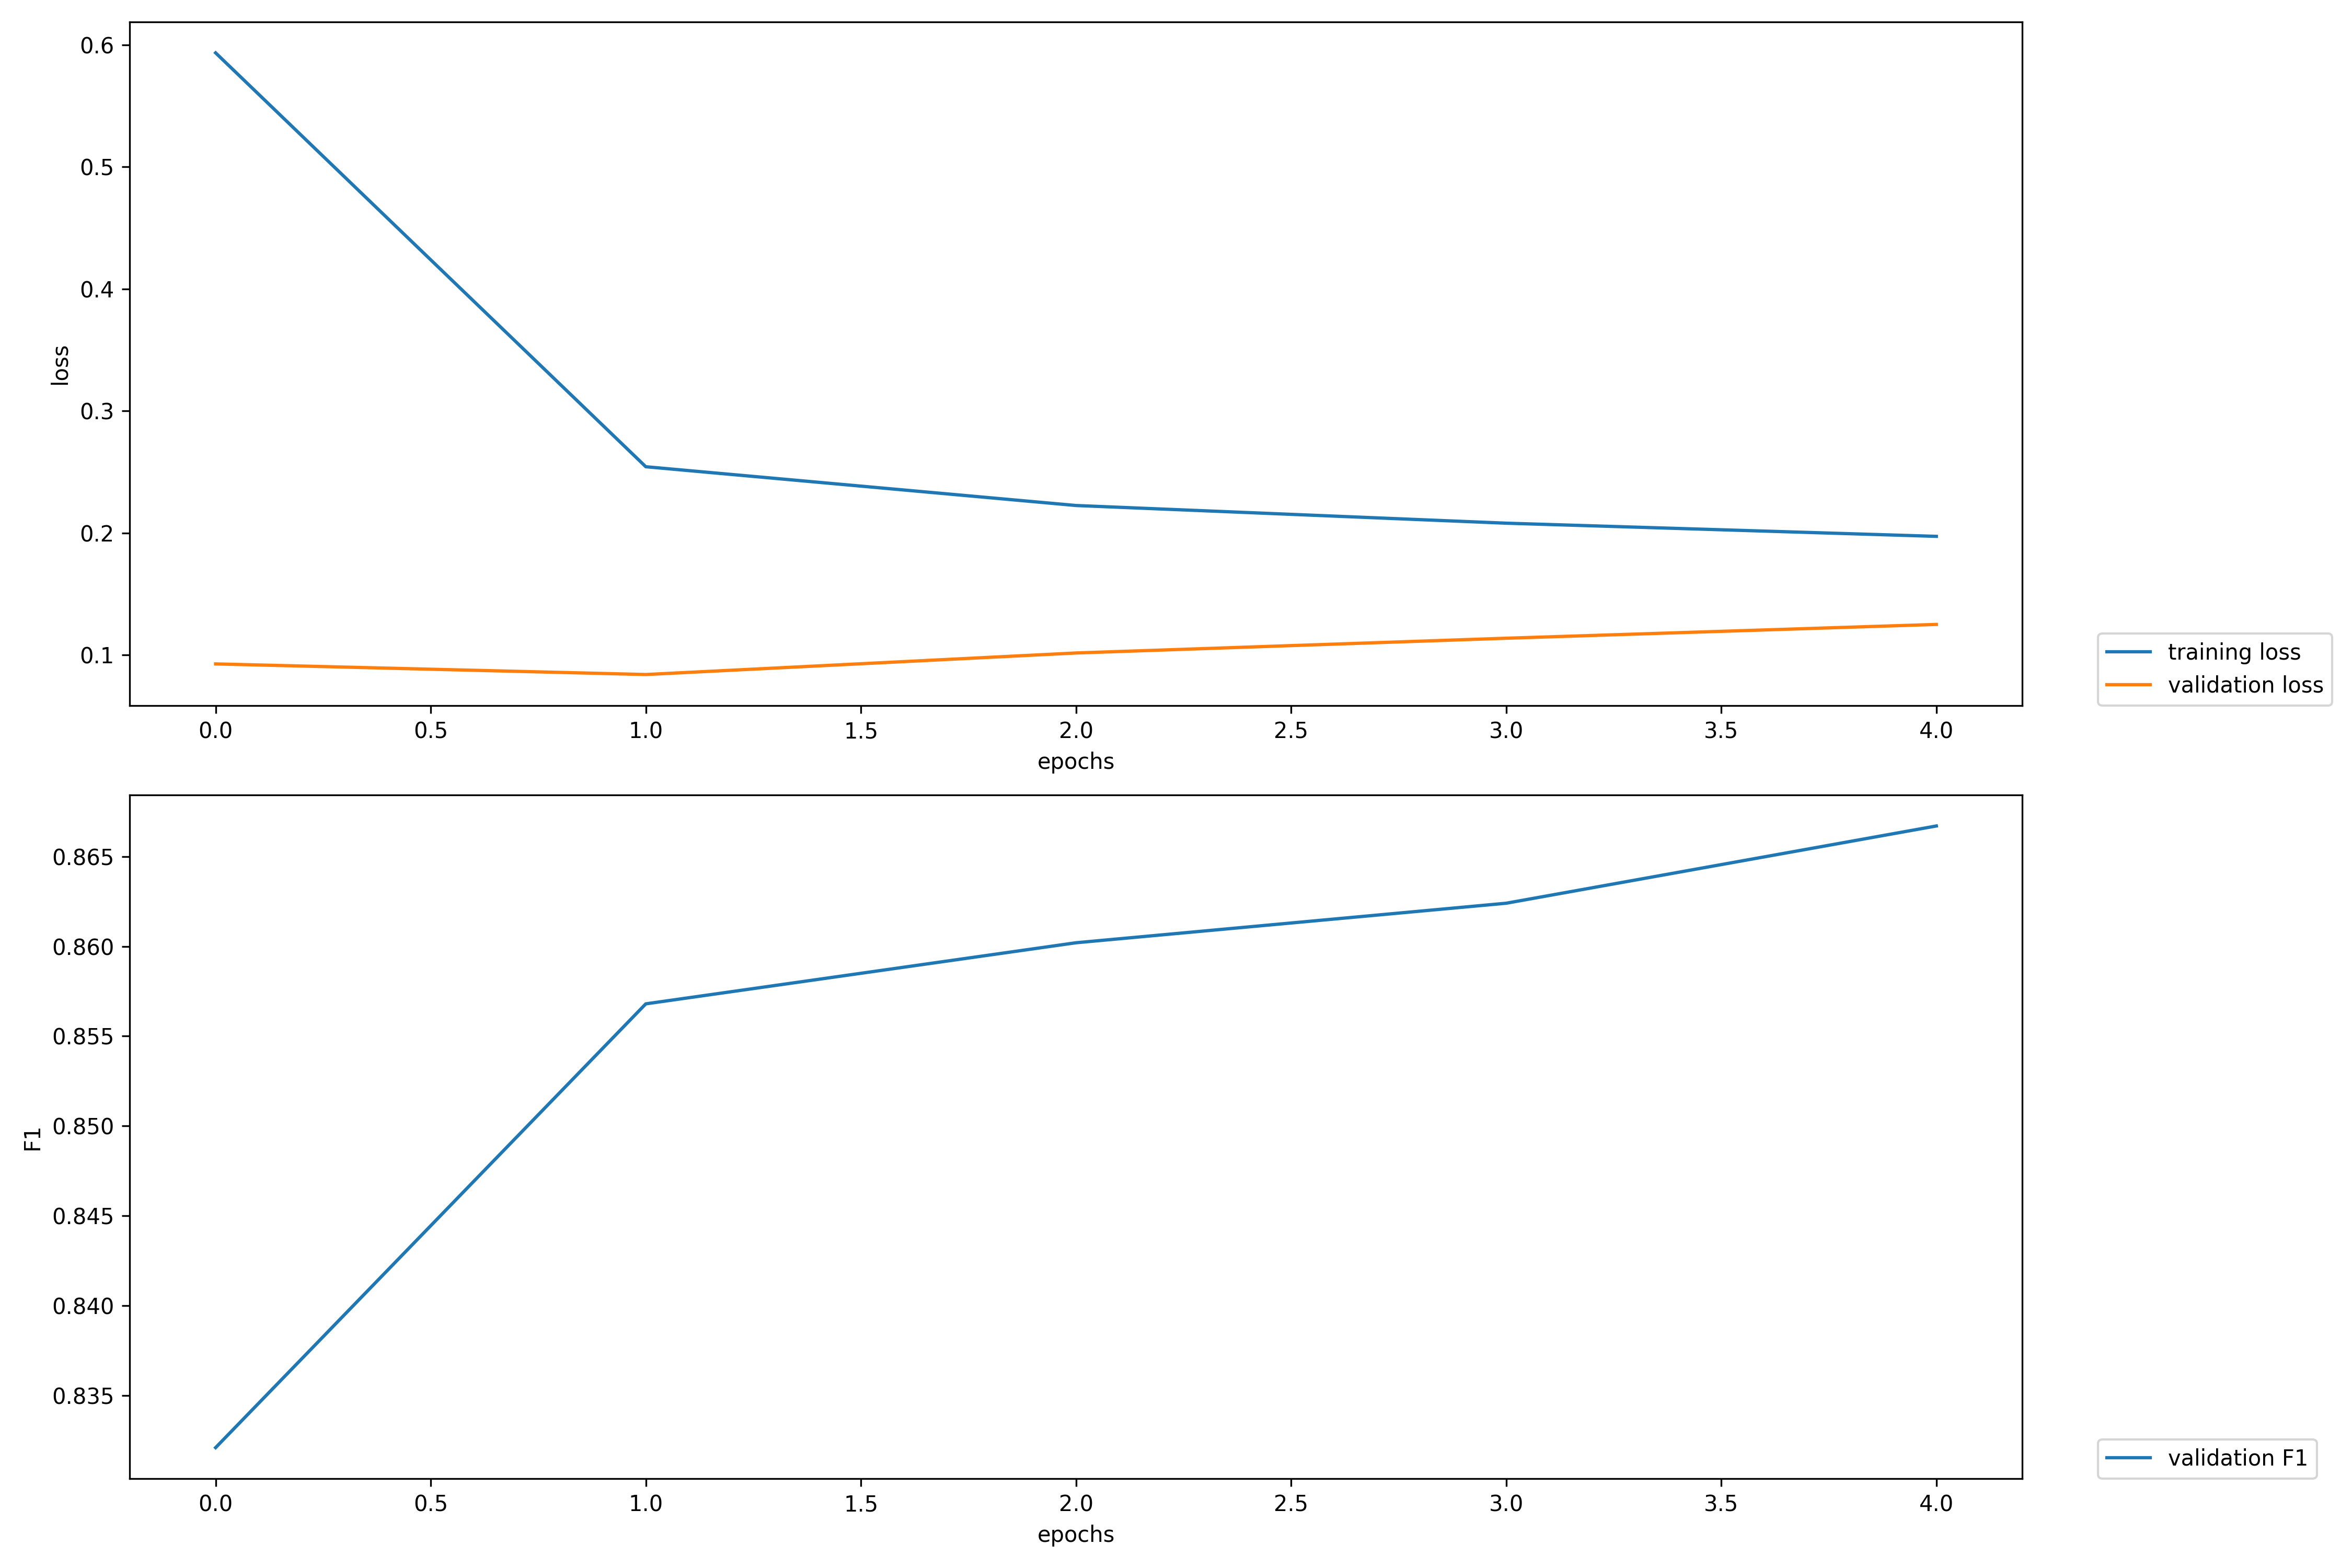 0.6
0.5
0.4
0.3
0.2
0.1
loss
0.0 0.5 1.0 1.5 2.0 2.5 3.0 3.5 4.0
epochs
training loss
validation loss
0.865
0.860
0.855
0.850
0.845
0.840
0.835
F1
0.0 0.5 1.0 1.5 2.0 2.5 3.0 3.5 4.0
epochs
validation F1